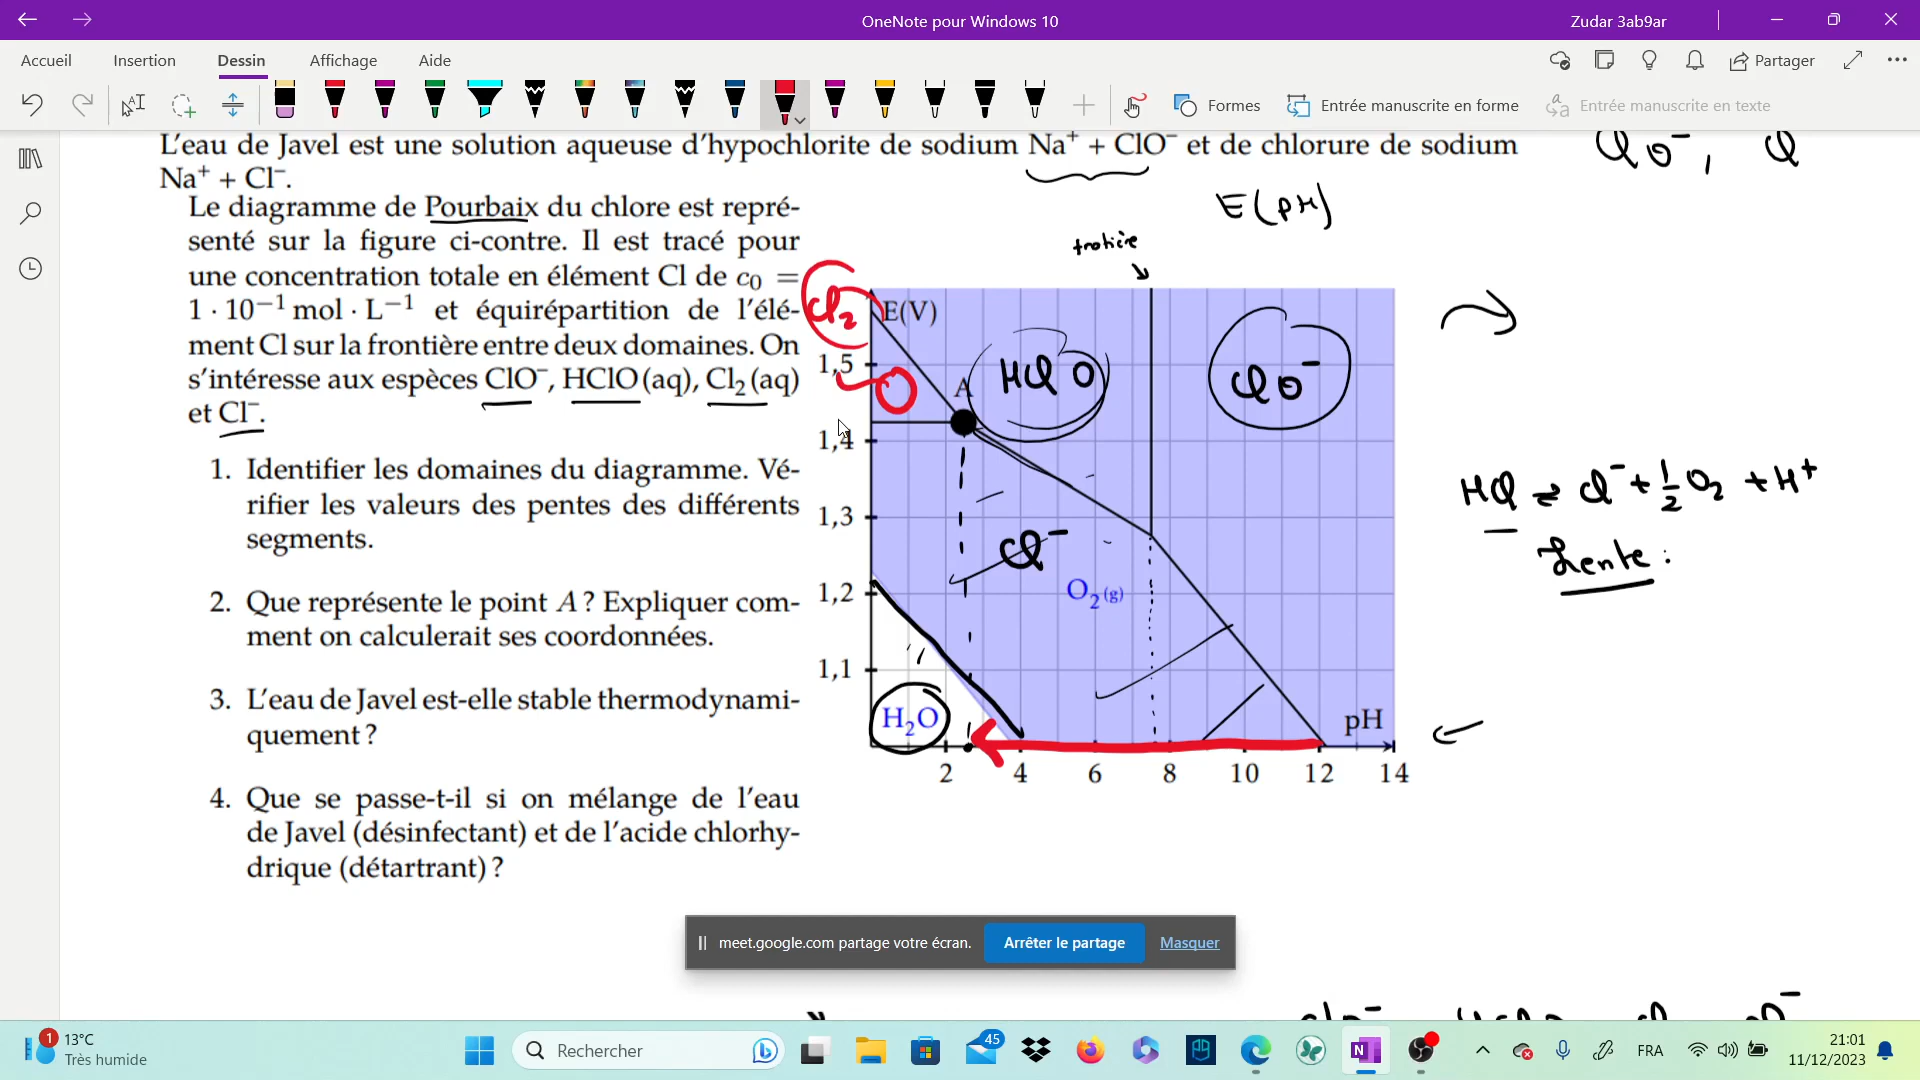 OneNote pour Windows 10
Zudar 3ab9ar
Accueil
Insertion
Dessin
Affichage
Aide
Partager
Formes
Entrée manuscrite en forme
Entrée manuscrite en texte
L'eau de Javel est une solution aqueuse d'hypochlorite de sodium Na⁺ + ClO⁻ et de chlorure de sodium
Na⁺ + Cl⁻.
Le diagramme de Pourbaix du chlore est repré-
senté sur la figure ci-contre. Il est tracé pour
une concentration totale en élément Cl de c₀ =
1 · 10⁻¹ mol · L⁻¹ et équirépartition de l'élé-
ment Cl sur la frontière entre deux domaines. On
s'intéresse aux espèces ClO⁻, HClO (aq), Cl₂ (aq)
et Cl⁻.
1. Identifier les domaines du diagramme. Vé-
rifier les valeurs des pentes des différents
segments.
2. Que représente le point A ? Expliquer com-
ment on calculerait ses coordonnées.
3. L'eau de Javel est-elle stable thermodynami-
quement ?
4. Que se passe-t-il si on mélange de l'eau
de Javel (désinfectant) et de l'acide chlorhy-
drique (détartrant) ?
ClO⁻, Cl
E(pH)
Cl₂
E(V)
1,5
A
HClO
ClO⁻
1,4
1,3
Cl⁻
O₂(g)
1,2
1,1
H₂O
pH
2 4 6 8 10 12 14
HCl ⇌ Cl⁻ + 1/2 O₂ + H⁺
Lente :
meet.google.com partage votre écran.
Arrêter le partage
Masquer
1
13°C
Très humide
Rechercher
45
FRA
21:01
11/12/2023